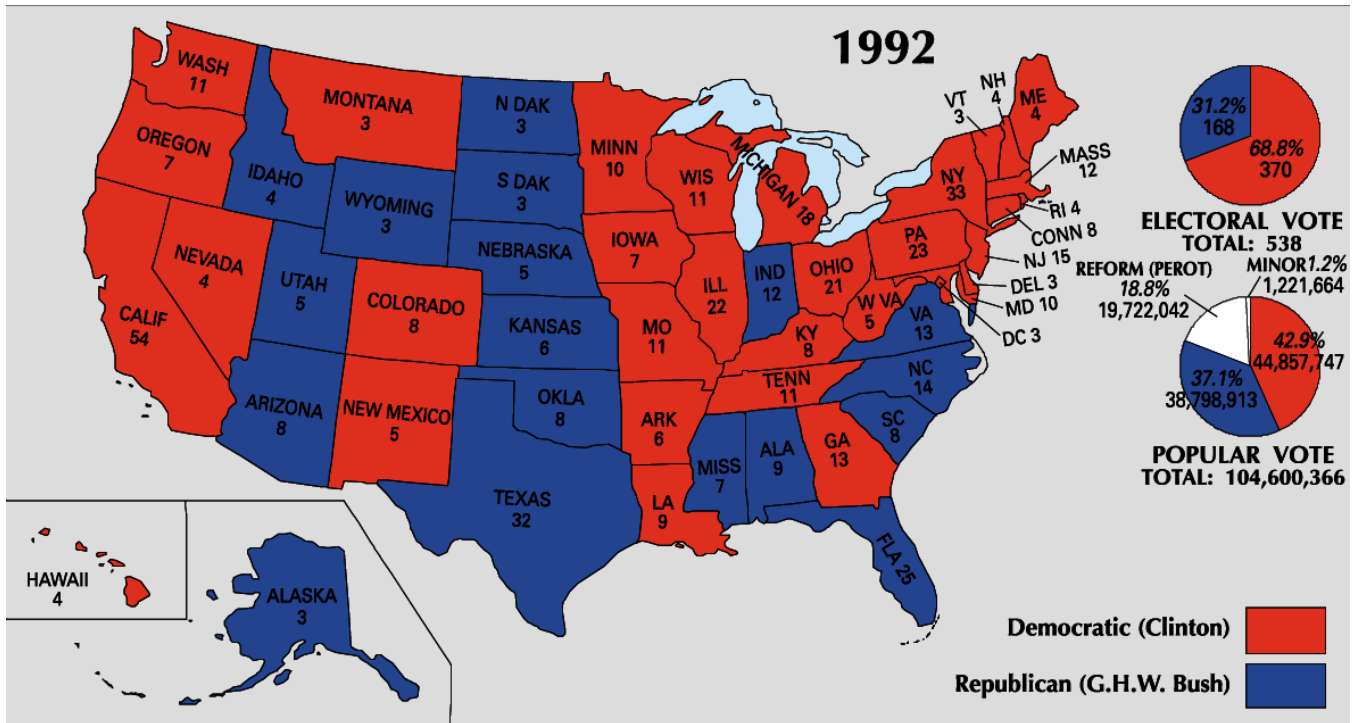 1992
WASH
11
OREGON
7
CALIF
54
NEVADA
4
IDAHO
4
MONTANA
3
WYOMING
3
UTAH
5
ARIZONA
8
COLORADO
8
NEW MEXICO
5
N DAK
3
S DAK
3
NEBRASKA
5
KANSAS
6
OKLA
8
TEXAS
32
MINN
10
IOWA
7
MO
11
ARK
6
LA
9
WIS
11
ILL
22
MICHIGAN 18
IND
12
OHIO
21
KY
8
TENN
11
MISS
7
ALA
9
GA
13
FLA 25
SC
8
NC
14
VA
13
W VA
5
PA
23
NY
33
VT
3
NH
4
ME
4
MASS
12
RI 4
CONN 8
NJ 15
DEL 3
MD 10
DC 3
HAWAII
4
ALASKA
3
31.2%
168
68.8%
370
ELECTORAL VOTE
TOTAL: 538
REFORM (PEROT)
18.8%
19,722,042
MINOR 1.2%
1,221,664
42.9%
44,857,747
37.1%
38,798,913
POPULAR VOTE
TOTAL: 104,600,366
Democratic (Clinton)
Republican (G.H.W. Bush)